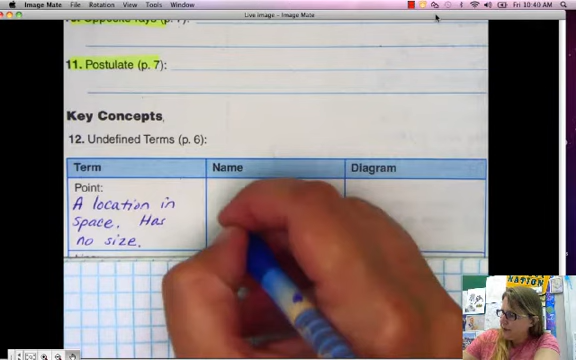 Image Mate File Edit View Tools Window Fri 10:40 AM
Live Image - Image Mate
11. Postulate (p. 7):
Key Concepts
12. Undefined Terms (p. 6):
Term Name Diagram
Point:
A location in
space. Has
no size.